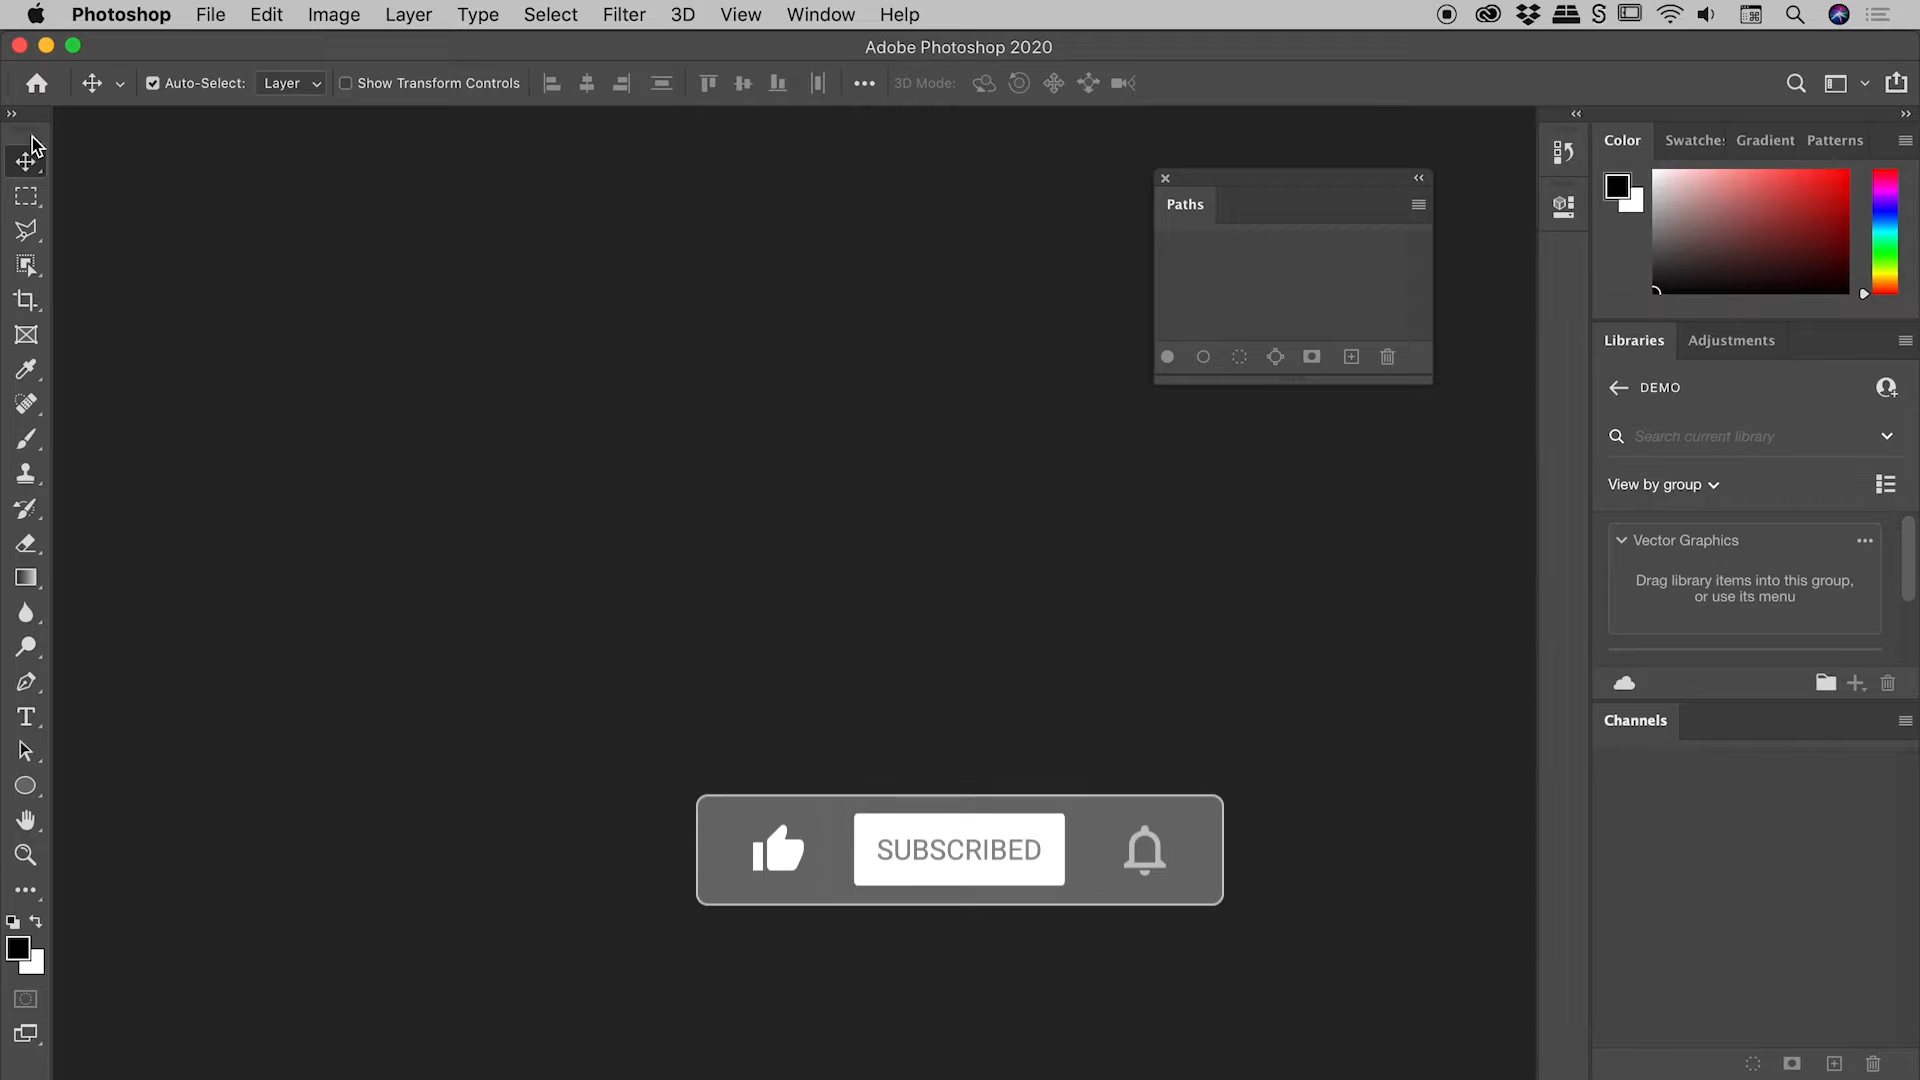 Photoshop File Edit Image Layer Type Select Filter 3D View Window Help
Adobe Photoshop 2020
Auto-Select: Layer Show Transform Controls 3D Mode:
Color Swatches Gradient Patterns
Paths
Libraries Adjustments
DEMO
Search current library
View by group
Vector Graphics
Drag library items into this group,
or use its menu
Channels
SUBSCRIBED